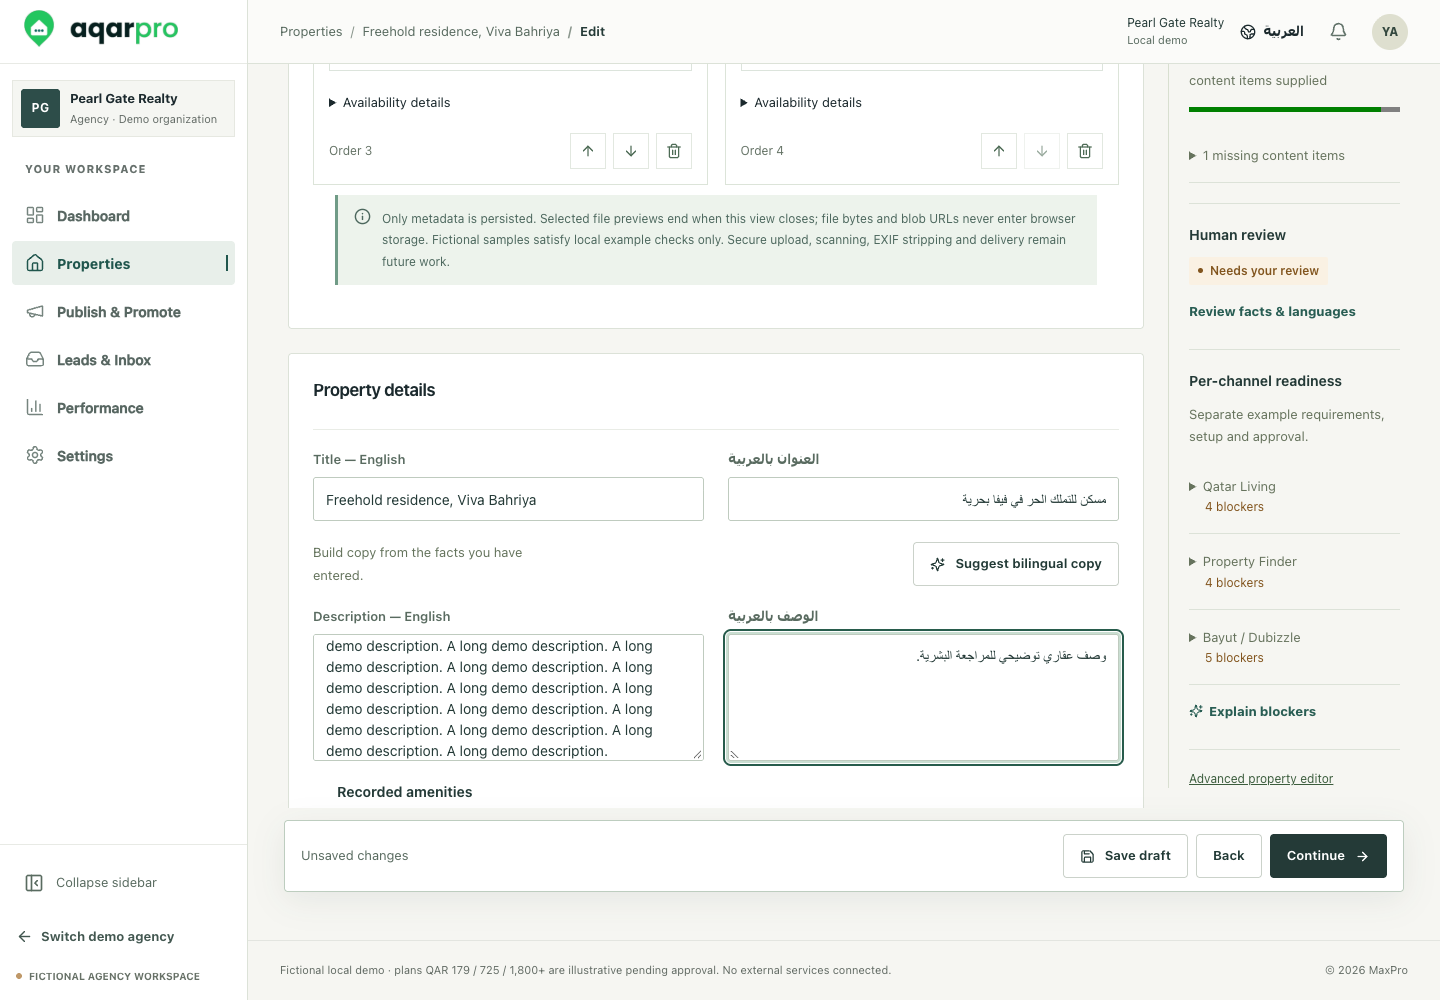 aqarpro
PG
Pearl Gate Realty
Agency · Demo organization
YOUR WORKSPACE
Dashboard
Properties
Publish & Promote
Leads & Inbox
Performance
Settings
Collapse sidebar
Switch demo agency
FICTIONAL AGENCY WORKSPACE
Properties / Freehold residence, Viva Bahriya / Edit
Pearl Gate Realty
Local demo
العربية
YA
Availability details
Order 3
Availability details
Order 4
Only metadata is persisted. Selected file previews end when this view closes; file bytes and blob URLs never enter browser
storage. Fictional samples satisfy local example checks only. Secure upload, scanning, EXIF stripping and delivery remain
future work.
Property details
Title — English
العنوان بالعربية
Freehold residence, Viva Bahriya
مسكن للتملك الحر في فيفا بحرية
Build copy from the facts you have
entered.
Suggest bilingual copy
Description — English
الوصف بالعربية
demo description. A long demo description. A long
demo description. A long demo description. A long
demo description. A long demo description. A long
demo description. A long demo description. A long
demo description. A long demo description. A long
demo description. A long demo description.
وصف عقاري توضيحي للمراجعة البشرية.
Recorded amenities
content items supplied
1 missing content items
Human review
Needs your review
Review facts & languages
Per-channel readiness
Separate example requirements,
setup and approval.
Qatar Living
4 blockers
Property Finder
4 blockers
Bayut / Dubizzle
5 blockers
Explain blockers
Advanced property editor
Unsaved changes
Save draft
Back
Continue
Fictional local demo · plans QAR 179 / 725 / 1,800+ are illustrative pending approval. No external services connected.
© 2026 MaxPro